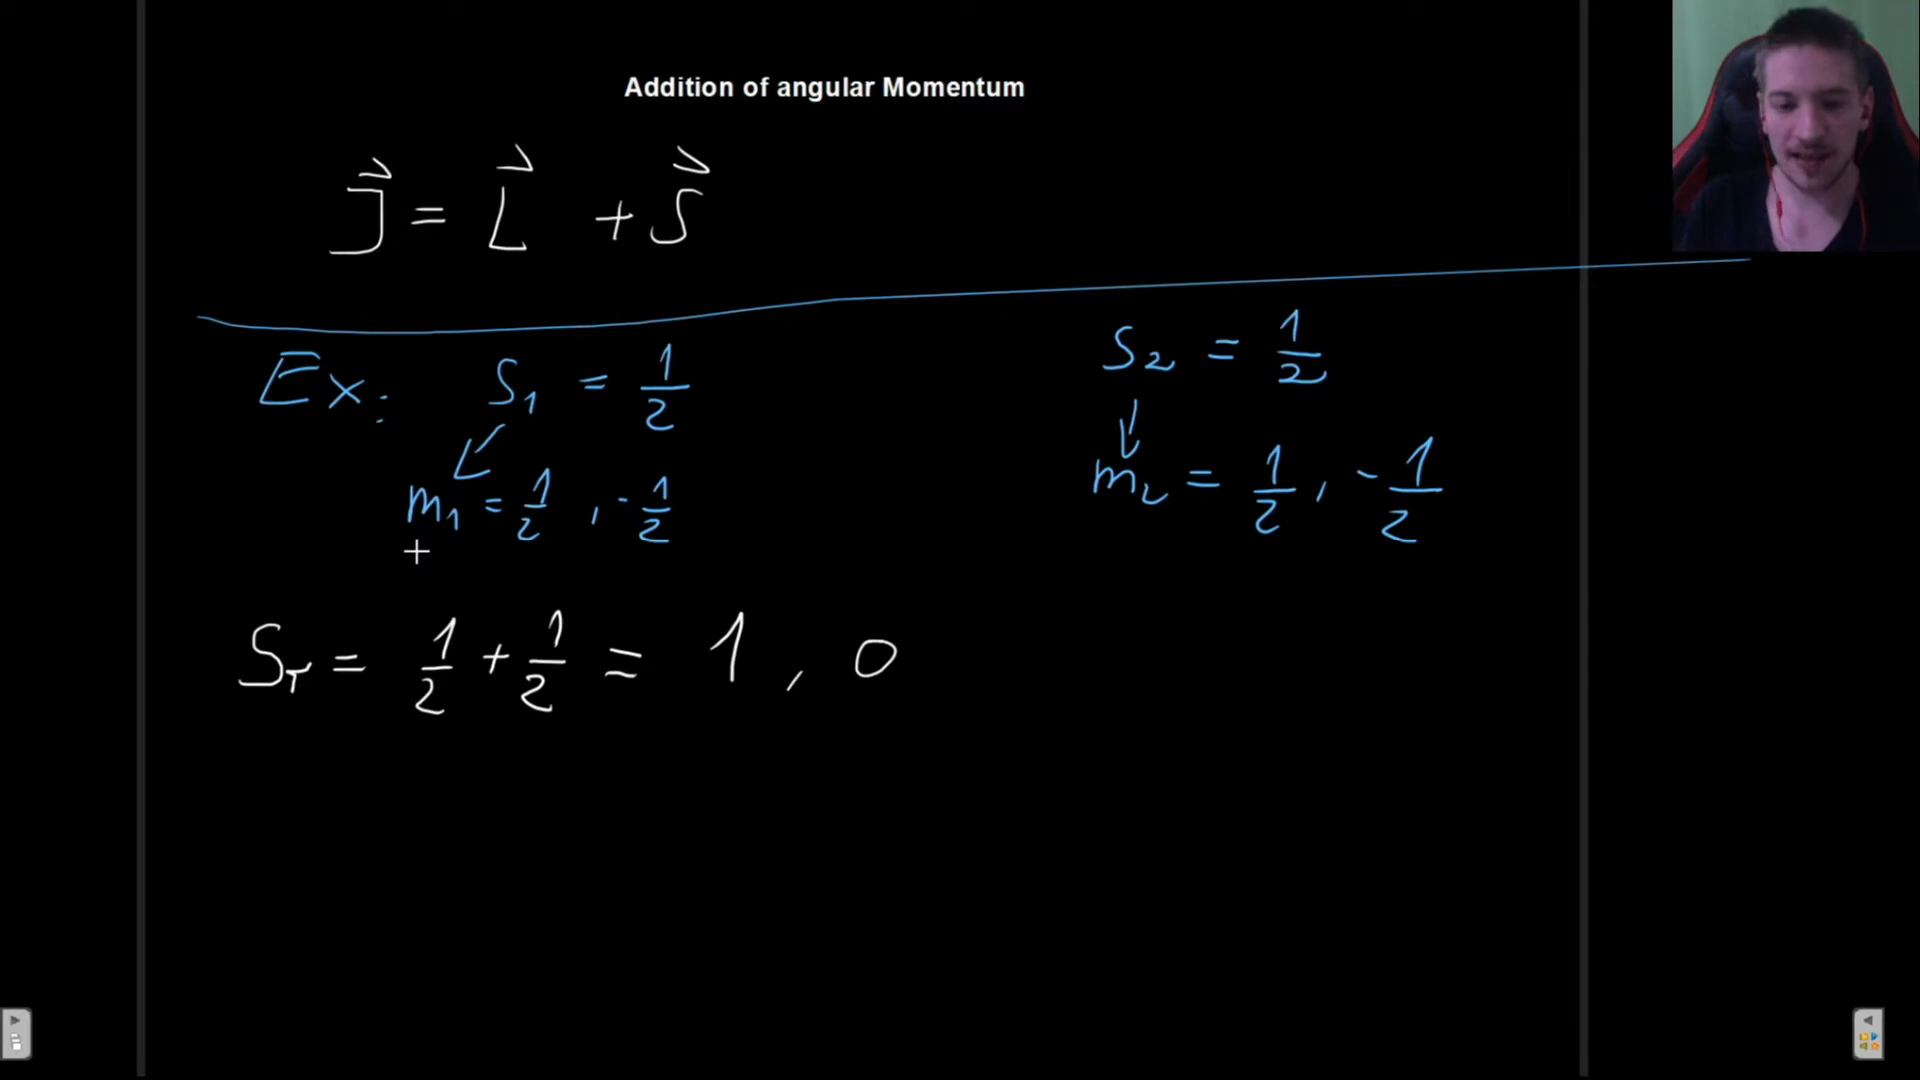 Addition of angular Momentum
J⃗ = L⃗ + S⃗
Ex: S₁ = 1/2
S₂ = 1/2
m₁ = 1/2 , -1/2
m₂ = 1/2 , -1/2
S_T = 1/2 + 1/2 = 1 , 0